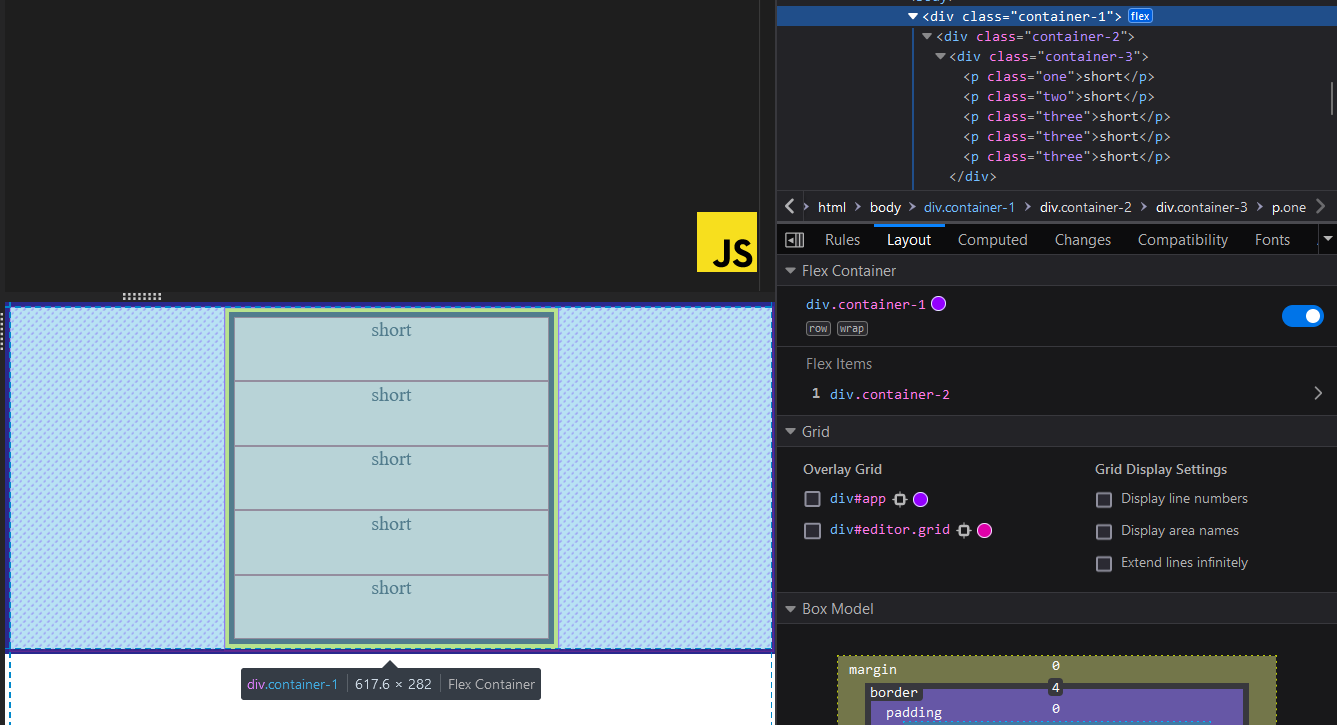 <div class="container-1"> flex
<div class="container-2">
<div class="container-3">
<p class="one">short</p>
<p class="two">short</p>
<p class="three">short</p>
<p class="three">short</p>
<p class="three">short</p>
</div>
html body div.container-1 div.container-2 div.container-3 p.one
Rules Layout Computed Changes Compatibility Fonts
Flex Container
div.container-1
row wrap
Flex Items
1 div.container-2
Grid
Overlay Grid
div#app
div#editor.grid
Grid Display Settings
Display line numbers
Display area names
Extend lines infinitely
Box Model
margin 0
border 4
padding 0
JS
short
short
short
short
short
div.container-1 617.6 × 282 Flex Container